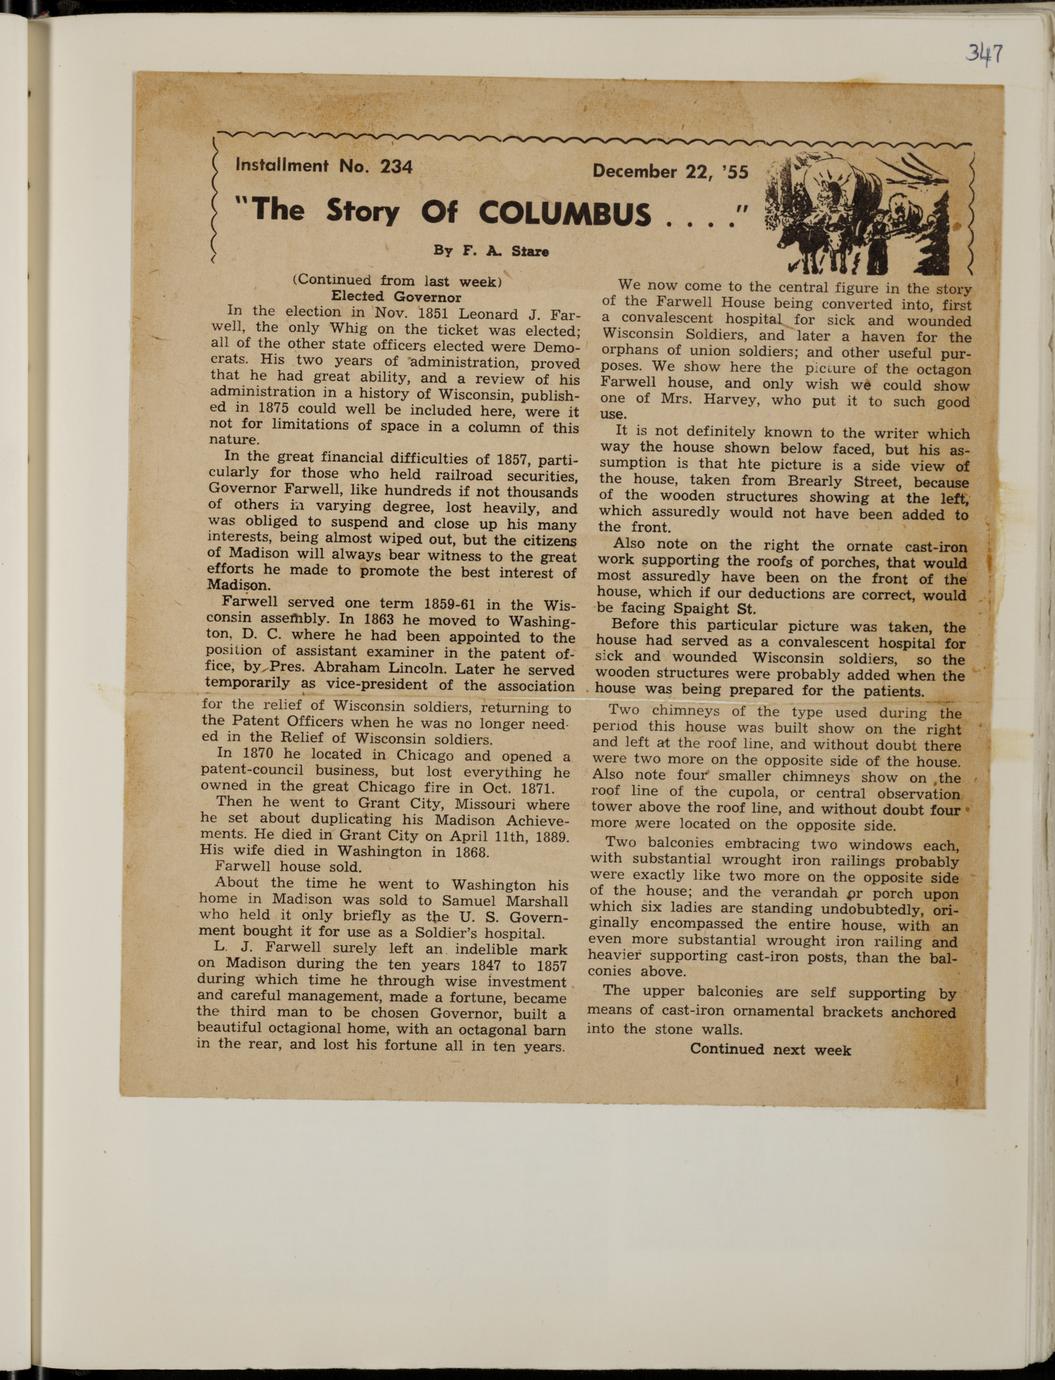 347
Installment No. 234
December 22, '55
"The Story Of COLUMBUS . . . ."
By F. A. Stare
(Continued from last week)
Elected Governor
In the election in Nov. 1851 Leonard J. Far-
well, the only Whig on the ticket was elected;
all of the other state officers elected were Demo-
crats. His two years of administration, proved
that he had great ability, and a review of his
administration in a history of Wisconsin, publish-
ed in 1875 could well be included here, were it
not for limitations of space in a column of this
nature.
In the great financial difficulties of 1857, parti-
cularly for those who held railroad securities,
Governor Farwell, like hundreds if not thousands
of others in varying degree, lost heavily, and
was obliged to suspend and close up his many
interests, being almost wiped out, but the citizens
of Madison will always bear witness to the great
efforts he made to promote the best interest of
Madison.
Farwell served one term 1859-61 in the Wis-
consin assembly. In 1863 he moved to Washing-
ton, D. C. where he had been appointed to the
position of assistant examiner in the patent of-
fice, by Pres. Abraham Lincoln. Later he served
temporarily as vice-president of the association
for the relief of Wisconsin soldiers, returning to
the Patent Officers when he was no longer need-
ed in the Relief of Wisconsin soldiers.
In 1870 he located in Chicago and opened a
patent-council business, but lost everything he
owned in the great Chicago fire in Oct. 1871.
Then he went to Grant City, Missouri where
he set about duplicating his Madison Achieve-
ments. He died in Grant City on April 11th, 1889.
His wife died in Washington in 1868.
Farwell house sold.
About the time he went to Washington his
home in Madison was sold to Samuel Marshall
who held it only briefly as the U. S. Govern-
ment bought it for use as a Soldier's hospital.
L. J. Farwell surely left an indelible mark
on Madison during the ten years 1847 to 1857
during which time he through wise investment
and careful management, made a fortune, became
the third man to be chosen Governor, built a
beautiful octagional home, with an octagonal barn
in the rear, and lost his fortune all in ten years.
We now come to the central figure in the story
of the Farwell House being converted into, first
a convalescent hospital for sick and wounded
Wisconsin Soldiers, and later a haven for the
orphans of union soldiers; and other useful pur-
poses. We show here the picture of the octagon
Farwell house, and only wish we could show
one of Mrs. Harvey, who put it to such good
use.
It is not definitely known to the writer which
way the house shown below faced, but his as-
sumption is that hte picture is a side view of
the house, taken from Brearly Street, because
of the wooden structures showing at the left,
which assuredly would not have been added to
the front.
Also note on the right the ornate cast-iron
work supporting the roofs of porches, that would
most assuredly have been on the front of the
house, which if our deductions are correct, would
be facing Spaight St.
Before this particular picture was taken, the
house had served as a convalescent hospital for
sick and wounded Wisconsin soldiers, so the
wooden structures were probably added when the
house was being prepared for the patients.
Two chimneys of the type used during the
period this house was built show on the right
and left at the roof line, and without doubt there
were two more on the opposite side of the house.
Also note four smaller chimneys show on the
roof line of the cupola, or central observation
tower above the roof line, and without doubt four
more were located on the opposite side.
Two balconies embracing two windows each,
with substantial wrought iron railings probably
were exactly like two more on the opposite side
of the house; and the verandah or porch upon
which six ladies are standing undobubtedly, ori-
ginally encompassed the entire house, with an
even more substantial wrought iron railing and
heavier supporting cast-iron posts, than the bal-
conies above.
The upper balconies are self supporting by
means of cast-iron ornamental brackets anchored
into the stone walls.
Continued next week